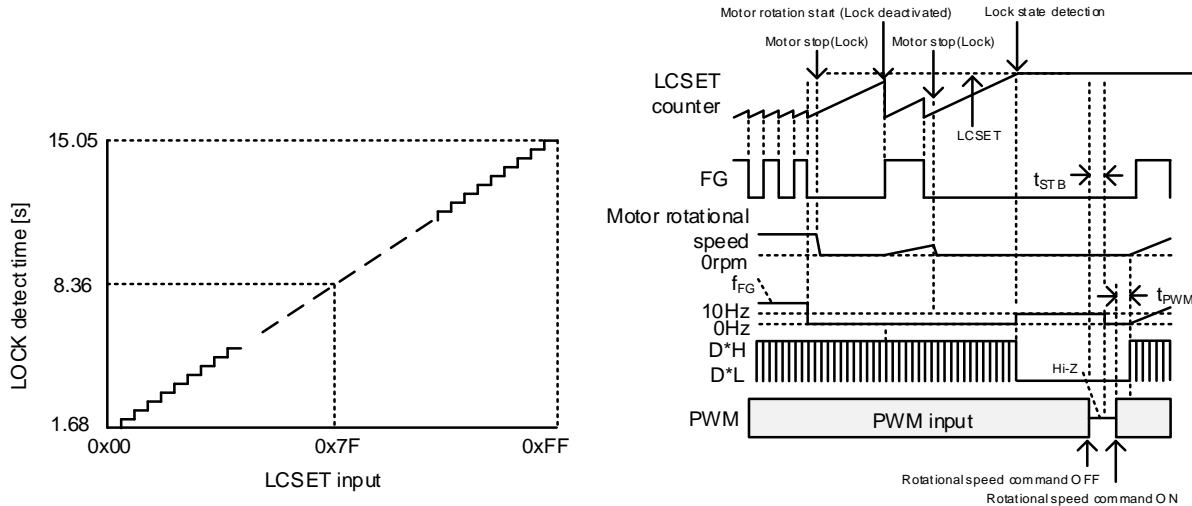 15.05
8.36
1.68
LOCK detect time [s]
0x00
0x7F
0xFF
LCSET input
Motor rotation start (Lock deactivated)
Lock state detection
Motor stop(Lock)
Motor stop(Lock)
LCSET
counter
LCSET
FG
tSTB
Motor rotational
speed
0rpm
fFG
10Hz
0Hz
tPWM
D*H
D*L
Hi-Z
PWM
PWM input
Rotational speed command OFF
Rotational speed command ON